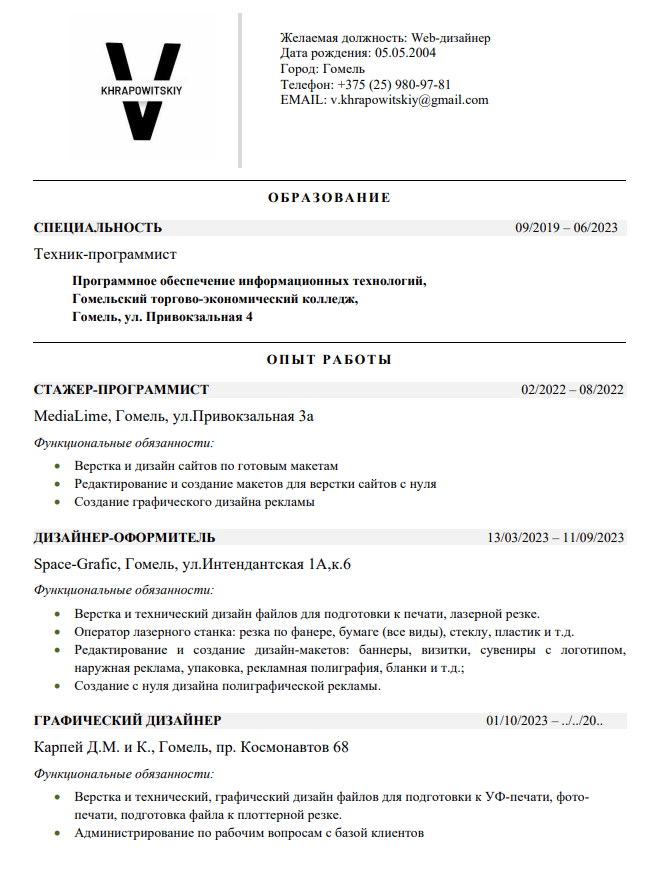 KHRAPOWITSKIY
Желаемая должность: Web-дизайнер
Дата рождения: 05.05.2004
Город: Гомель
Телефон: +375 (25) 980-97-81
EMAIL: v.khrapowitskiy@gmail.com
ОБРАЗОВАНИЕ
СПЕЦИАЛЬНОСТЬ 09/2019 – 06/2023
Техник-программист
Программное обеспечение информационных технологий,
Гомельский торгово-экономический колледж,
Гомель, ул. Привокзальная 4
ОПЫТ РАБОТЫ
СТАЖЕР-ПРОГРАММИСТ 02/2022 – 08/2022
MediaLime, Гомель, ул.Привокзальная 3а
Функциональные обязанности:
• Верстка и дизайн сайтов по готовым макетам
• Редактирование и создание макетов для верстки сайтов с нуля
• Создание графического дизайна рекламы
ДИЗАЙНЕР-ОФОРМИТЕЛЬ 13/03/2023 – 11/09/2023
Space-Grafic, Гомель, ул.Интендантская 1А,к.6
Функциональные обязанности:
• Верстка и технический дизайн файлов для подготовки к печати, лазерной резке.
• Оператор лазерного станка: резка по фанере, бумаге (все виды), стеклу, пластик и т.д.
• Редактирование и создание дизайн-макетов: баннеры, визитки, сувениры с логотипом,
наружная реклама, упаковка, рекламная полиграфия, бланки и т.д.;
• Создание с нуля дизайна полиграфической рекламы.
ГРАФИЧЕСКИЙ ДИЗАЙНЕР 01/10/2023 – ../../20..
Карпей Д.М. и К., Гомель, пр. Космонавтов 68
Функциональные обязанности:
• Верстка и технический, графический дизайн файлов для подготовки к УФ-печати, фото-
печати, подготовка файла к плоттерной резке.
• Администрирование по рабочим вопросам с базой клиентов